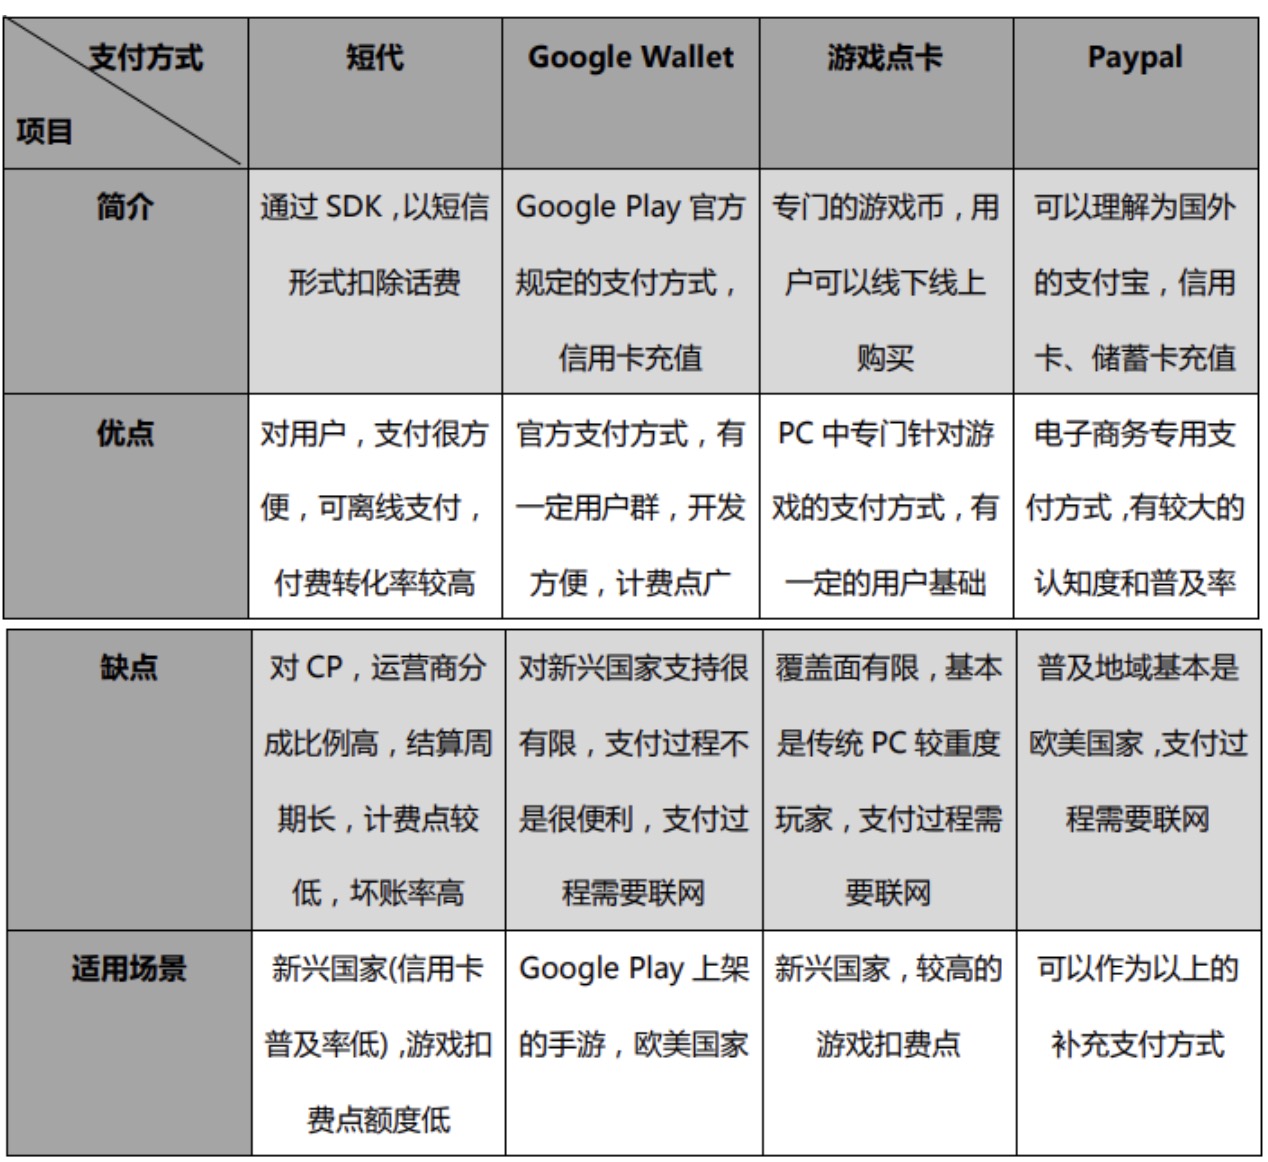 支付方式
项目
短代
Google Wallet
游戏点卡
Paypal
简介
通过 SDK ,以短信
形式扣除话费
Google Play 官方
规定的支付方式，
信用卡充值
专门的游戏币，用
户可以线下线上
购买
可以理解为国外
的支付宝，信用
卡、储蓄卡充值
优点
对用户，支付很方
便，可离线支付，
付费转化率较高
官方支付方式，有
一定用户群，开发
方便，计费点广
PC 中专门针对游
戏的支付方式，有
一定的用户基础
电子商务专用支
付方式 ,有较大的
认知度和普及率
缺点
对 CP，运营商分
成比例高，结算周
期长，计费点较
低，坏账率高
对新兴国家支持很
有限，支付过程不
是很便利，支付过
程需要联网
覆盖面有限，基本
是传统 PC 较重度
玩家，支付过程需
要联网
普及地域基本是
欧美国家 ,支付过
程需要联网
适用场景
新兴国家(信用卡
普及率低) ,游戏扣
费点额度低
Google Play 上架
的手游，欧美国家
新兴国家，较高的
游戏扣费点
可以作为以上的
补充支付方式